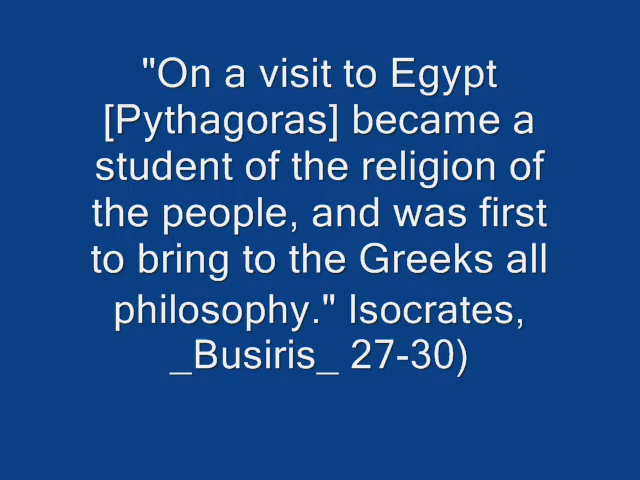 "On a visit to Egypt
[Pythagoras] became a
student of the religion of
the people, and was first
to bring to the Greeks all
philosophy." Isocrates,
_Busiris_ 27-30)